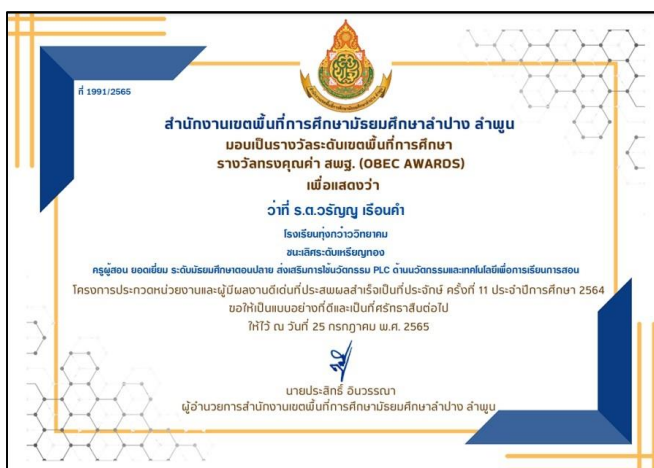 ที่ 1991/2565
สำนักงานเขตพื้นที่การศึกษามัธยมศึกษาลำปาง ลำพูน
มอบเป็นรางวัลระดับเขตพื้นที่การศึกษา
รางวัลทรงคุณค่า สพฐ. (OBEC AWARDS)
เพื่อแสดงว่า
ว่าที่ ร.ต.วรัญญู เรือนคำ
โรงเรียนทุ่งกว๋าววิทยาคม
ชนะเลิศระดับเหรียญทอง
ครูผู้สอน ยอดเยี่ยม ระดับมัธยมศึกษาตอนปลาย ส่งเสริมการใช้นวัตกรรม PLC ด้านนวัตกรรมและเทคโนโลยีเพื่อการเรียนการสอน
โครงการประกวดหน่วยงานและผู้มีผลงานดีเด่นที่ประสพผลสำเร็จเป็นที่ประจักษ์ ครั้งที่ 11 ประจำปีการศึกษา 2564
ขอให้เป็นแบบอย่างที่ดีและเป็นที่ศรัทธาสืบต่อไป
ให้ไว้ ณ วันที่ 25 กรกฎาคม พ.ศ. 2565
นายประสิทธิ์ อินวรรณา
ผู้อำนวยการสำนักงานเขตพื้นที่การศึกษามัธยมศึกษาลำปาง ลำพูน